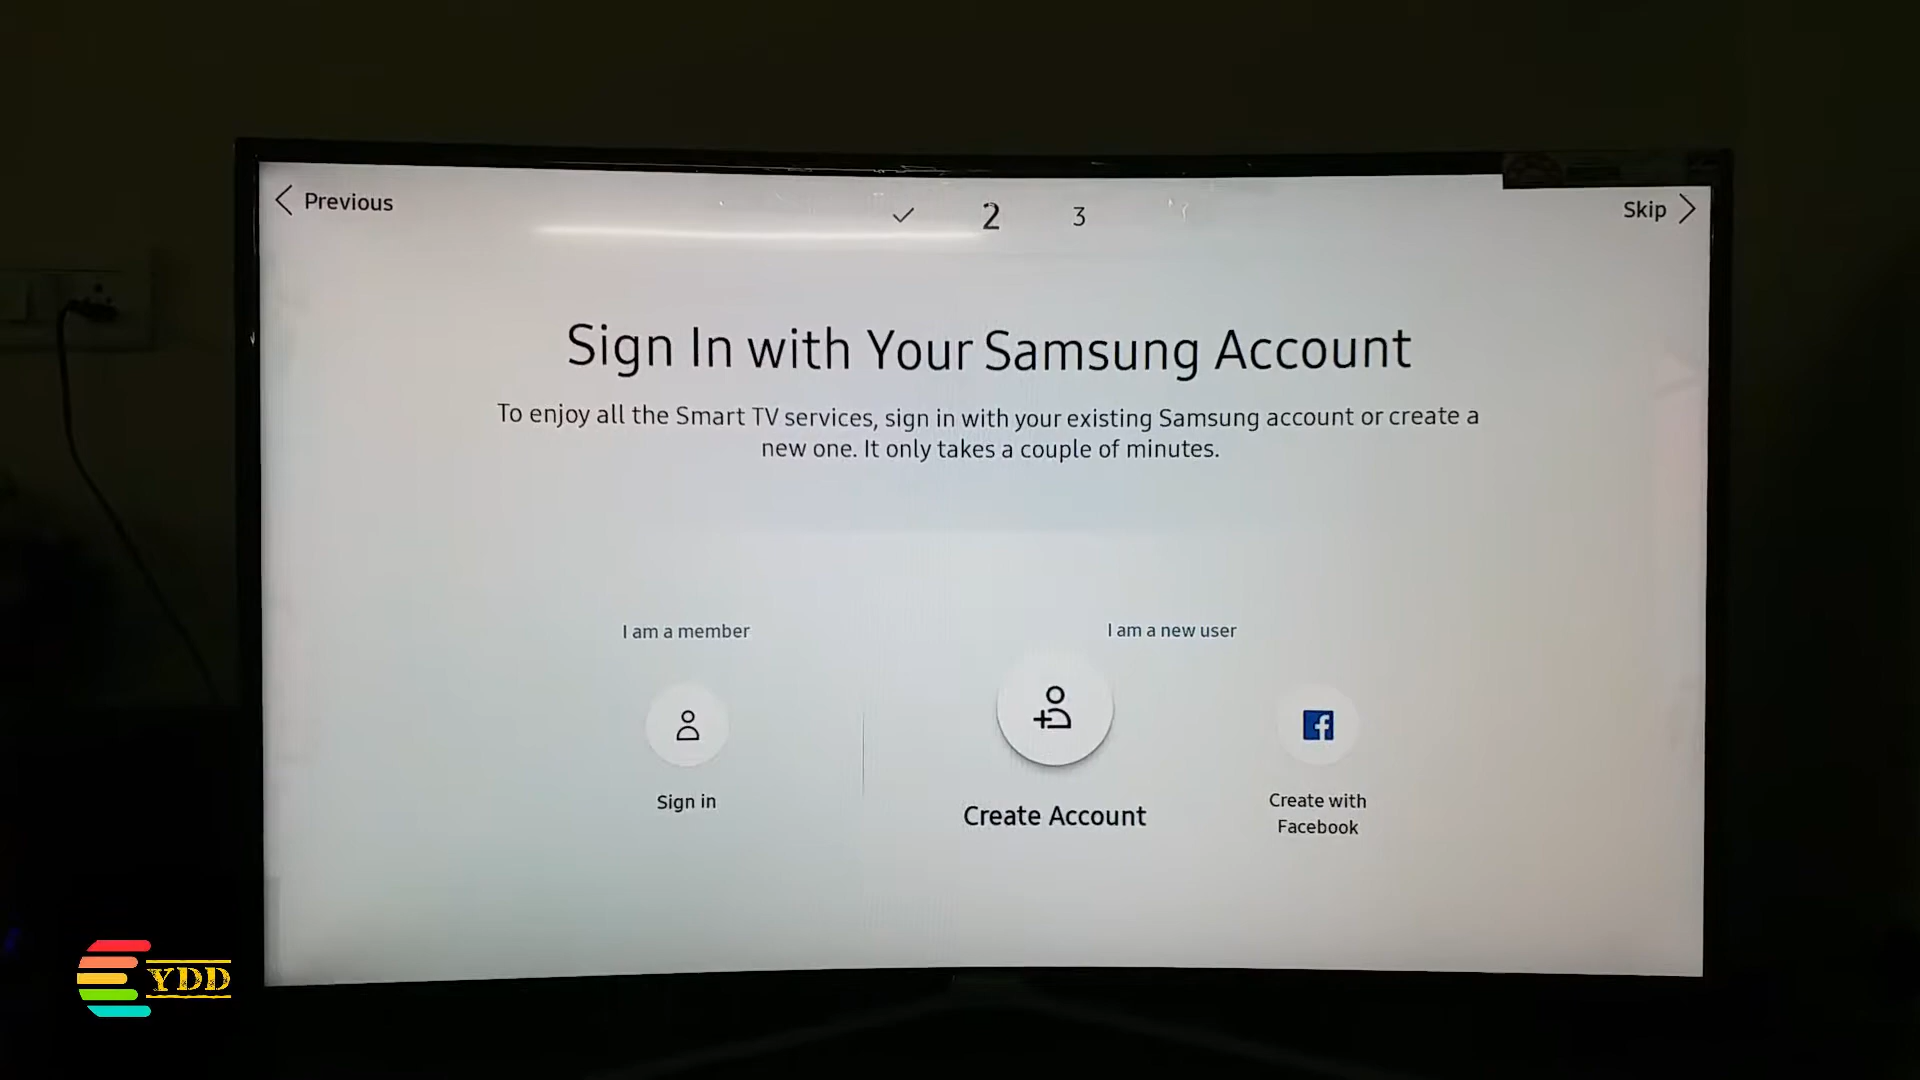 Previous
2
3
Skip
Sign In with Your Samsung Account
To enjoy all the Smart TV services, sign in with your existing Samsung account or create a
new one. It only takes a couple of minutes.
I am a member
I am a new user
Sign in
Create Account
Create with
Facebook
YDD